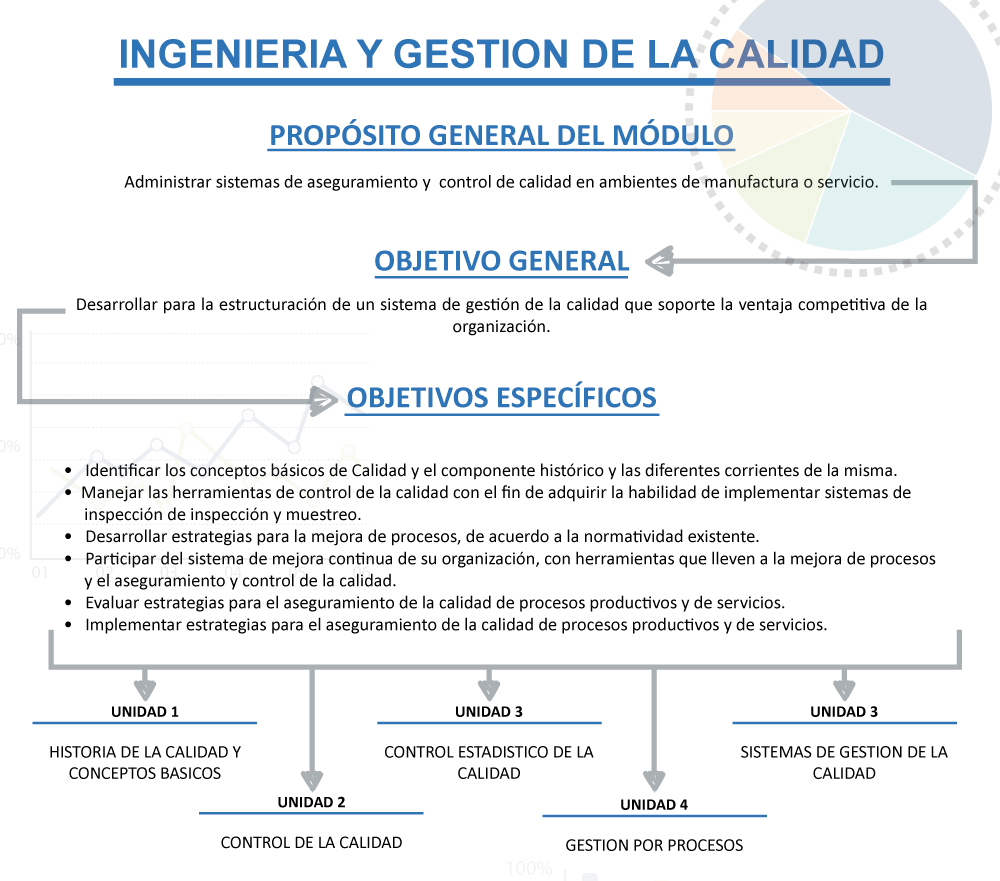 INGENIERIA Y GESTION DE LA CALIDAD
PROPÓSITO GENERAL DEL MÓDULO
Administrar sistemas de aseguramiento y control de calidad en ambientes de manufactura o servicio.
OBJETIVO GENERAL
Desarrollar para la estructuración de un sistema de gestión de la calidad que soporte la ventaja competitiva de la
organización.
OBJETIVOS ESPECÍFICOS
• Identificar los conceptos básicos de Calidad y el componente histórico y las diferentes corrientes de la misma.
• Manejar las herramientas de control de la calidad con el fin de adquirir la habilidad de implementar sistemas de
inspección de inspección y muestreo.
• Desarrollar estrategias para la mejora de procesos, de acuerdo a la normatividad existente.
• Participar del sistema de mejora continua de su organización, con herramientas que lleven a la mejora de procesos
y el aseguramiento y control de la calidad.
• Evaluar estrategias para el aseguramiento de la calidad de procesos productivos y de servicios.
• Implementar estrategias para el aseguramiento de la calidad de procesos productivos y de servicios.
UNIDAD 1
HISTORIA DE LA CALIDAD Y
CONCEPTOS BASICOS
UNIDAD 2
CONTROL DE LA CALIDAD
UNIDAD 3
CONTROL ESTADISTICO DE LA
CALIDAD
UNIDAD 4
GESTION POR PROCESOS
UNIDAD 3
SISTEMAS DE GESTION DE LA
CALIDAD
0%
0%
0%
01
03
04
100%